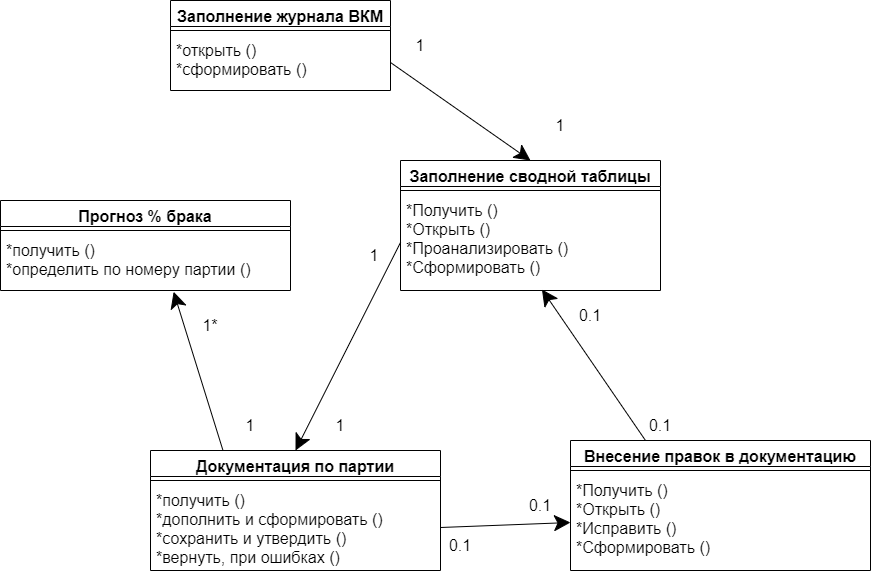 Заполнение журнала ВКМ
*открыть ()
*сформировать ()
1
1
Заполнение сводной таблицы
*Получить ()
*Открыть ()
*Проанализировать ()
*Сформировать ()
Прогноз % брака
*получить ()
*определить по номеру партии ()
1
1*
0.1
1
1
0.1
Документация по партии
*получить ()
*дополнить и сформировать ()
*сохранить и утвердить ()
*вернуть, при ошибках ()
Внесение правок в документацию
*Получить ()
*Открыть ()
*Исправить ()
*Сформировать ()
0.1
0.1